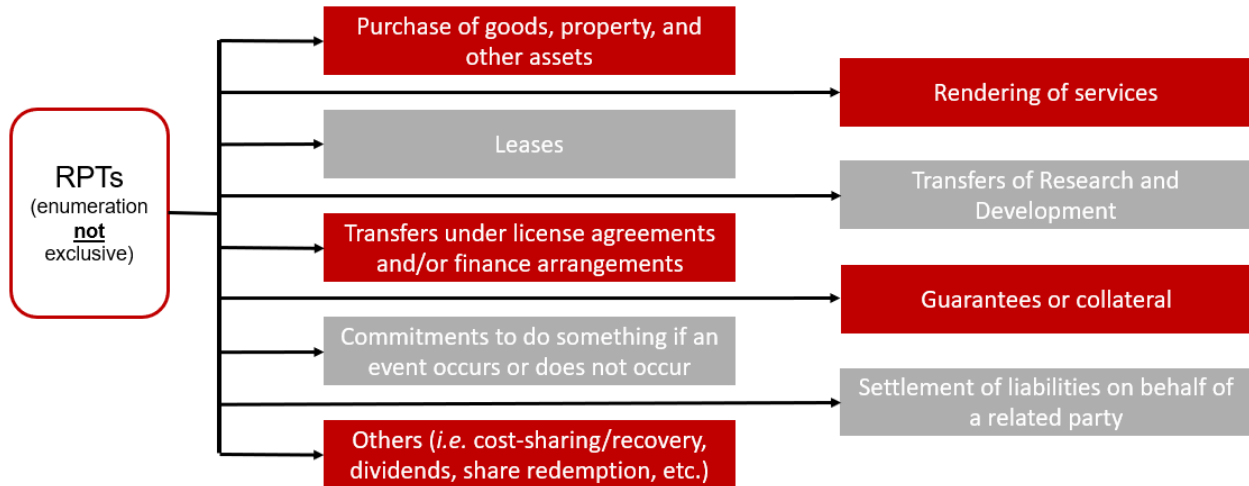 RPTs
(enumeration
not
exclusive)
Purchase of goods, property, and
other assets
Rendering of services
Leases
Transfers of Research and
Development
Transfers under license agreements
and/or finance arrangements
Guarantees or collateral
Commitments to do something if an
event occurs or does not occur
Settlement of liabilities on behalf of
a related party
Others (i.e. cost-sharing/recovery,
dividends, share redemption, etc.)